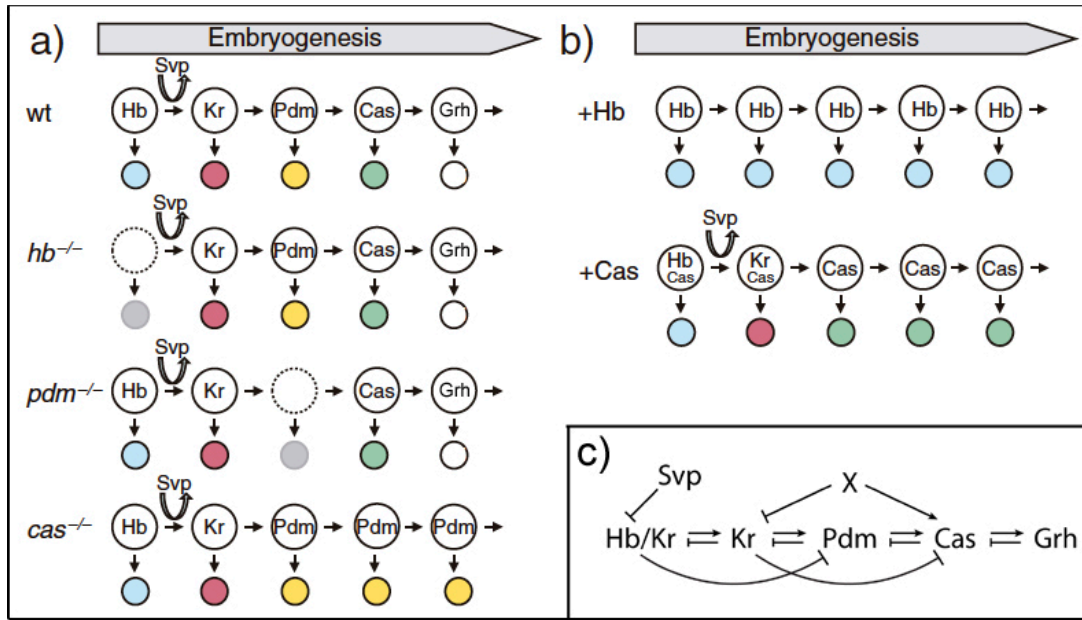 a) Embryogenesis
Svp
wt Hb Kr Pdm Cas Grh
Svp
hb–/– Kr Pdm Cas Grh
Svp
pdm–/– Hb Kr Cas Grh
Svp
cas–/– Hb Kr Pdm Pdm Pdm
b) Embryogenesis
+Hb Hb Hb Hb Hb Hb
Svp
+Cas Hb Cas Kr Cas Cas Cas Cas
c)
Svp X
Hb/Kr Kr Pdm Cas Grh